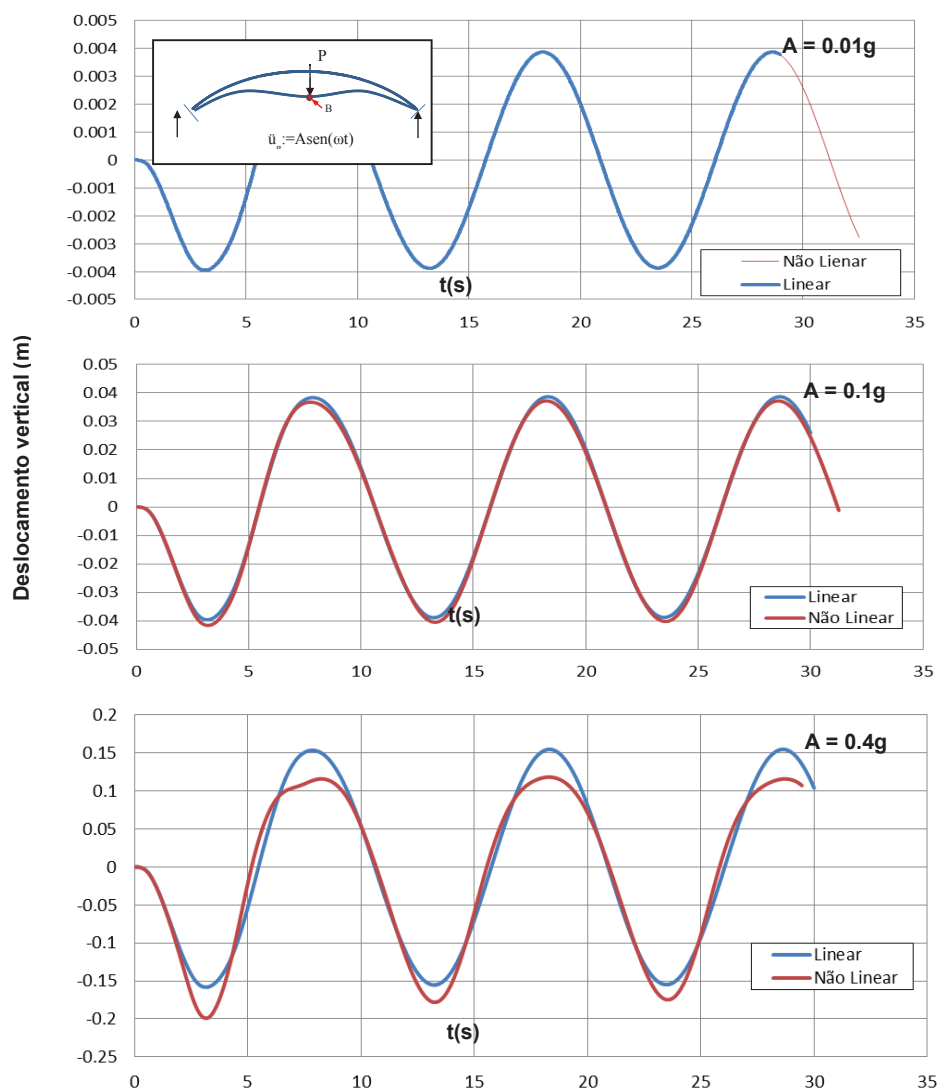 Deslocamento vertical (m)
0.005
0.004
0.003
0.002
0.001
0
-0.001
-0.002
-0.003
-0.004
-0.005
A = 0.01g
P
B
ü_g:=Asen(ωt)
Não Lienar
Linear
t(s)
0 5 10 15 20 25 30 35
0.05
0.04
0.03
0.02
0.01
0
-0.01
-0.02
-0.03
-0.04
-0.05
A = 0.1g
Linear
Não Linear
t(s)
0 5 10 15 20 25 30 35
0.2
0.15
0.1
0.05
0
-0.05
-0.1
-0.15
-0.2
-0.25
A = 0.4g
Linear
Não Linear
t(s)
0 5 10 15 20 25 30 35